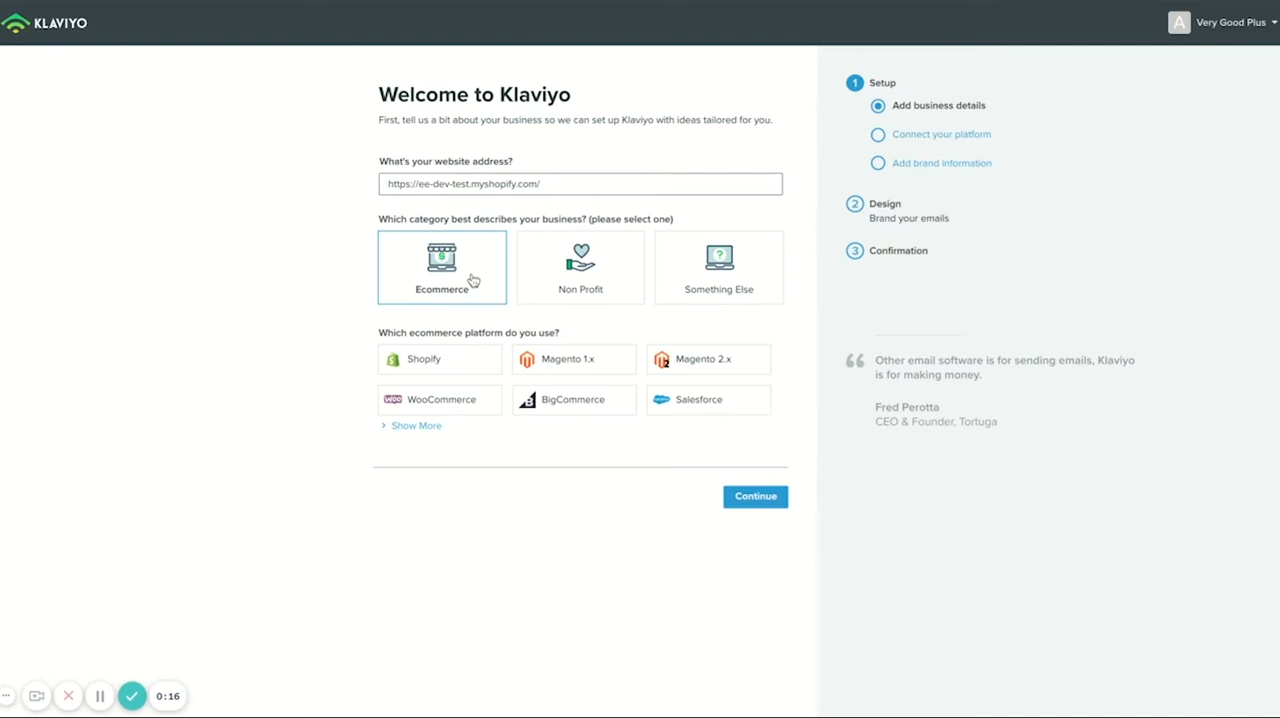 KLAVIYO
A
Very Good Plus
Welcome to Klaviyo
First, tell us a bit about your business so we can set up Klaviyo with ideas tailored for you.
What's your website address?
https://ee-dev-test.myshopify.com/
Which category best describes your business? (please select one)
$
?
Ecommerce
Non Profit
Something Else
Which ecommerce platform do you use?
Shopify
Magento 1.x
2
Magento 2.x
WOO
WooCommerce
B
BigCommerce
Salesforce
Show More
Continue
1
Setup
Add business details
Connect your platform
Add brand information
2
Design
Brand your emails
3
Confirmation
Other email software is for sending emails, Klaviyo
is for making money.
Fred Perotta
CEO & Founder, Tortuga
0:16